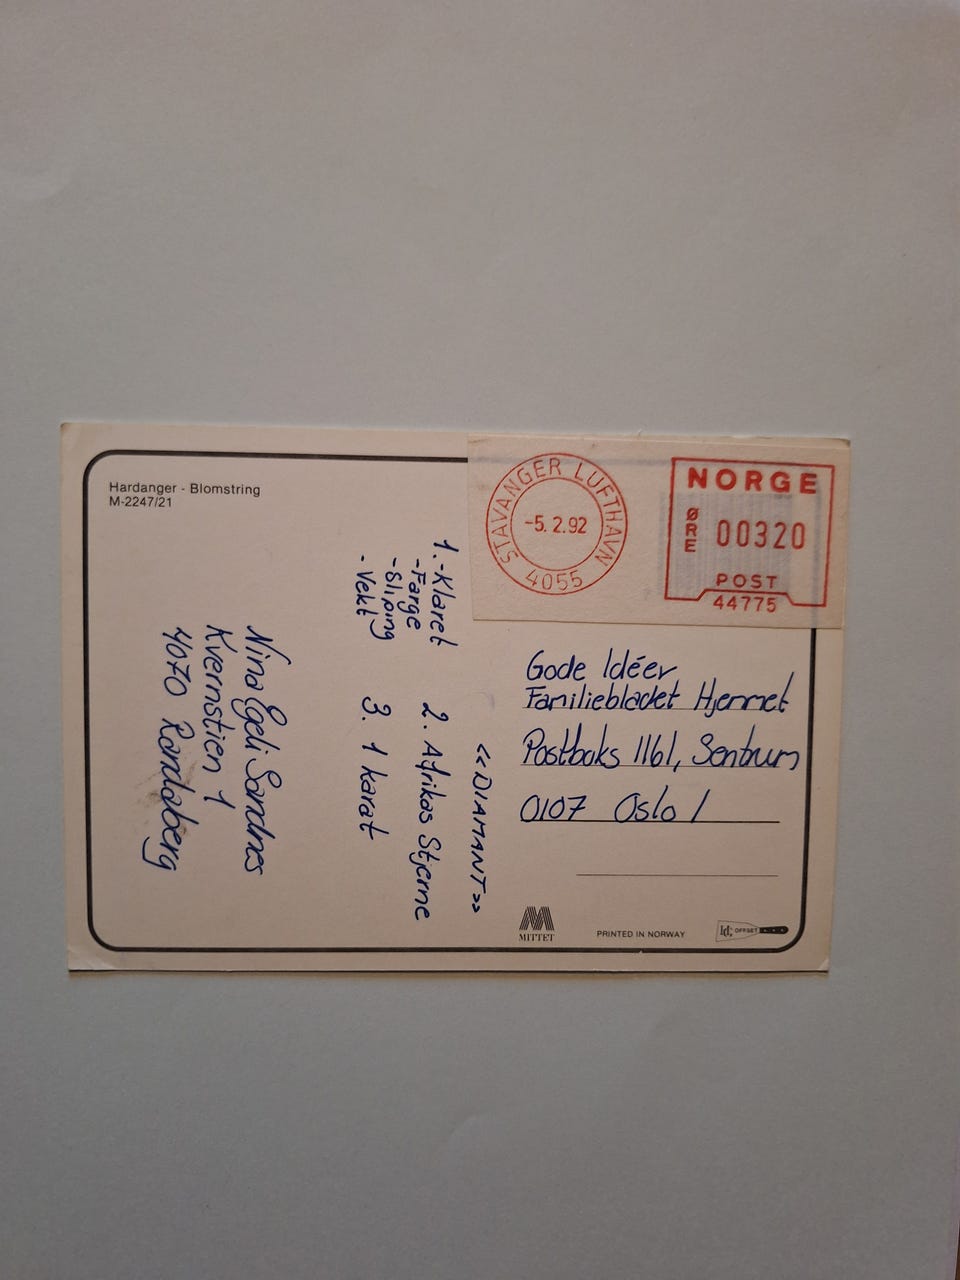 Hardanger - Blomstring
M-2247/21
STAVANGER LUFTHAVN
-5.2.92
4055
NORGE
ØRE 00320
POST
44775
«DIAMANT»
1. -Klaret
-Farge
-Sliping
-Vekt
2. Afrikas Stjerne
3. 1 karat
Nina Egeli Sandnes
Kvernstien 1
4070 Randaberg
Gode Idéer
Familiebladet Hjemmet
Postboks 1161, Sentrum
0107 Oslo 1
MITTET
PRINTED IN NORWAY
OFFSET